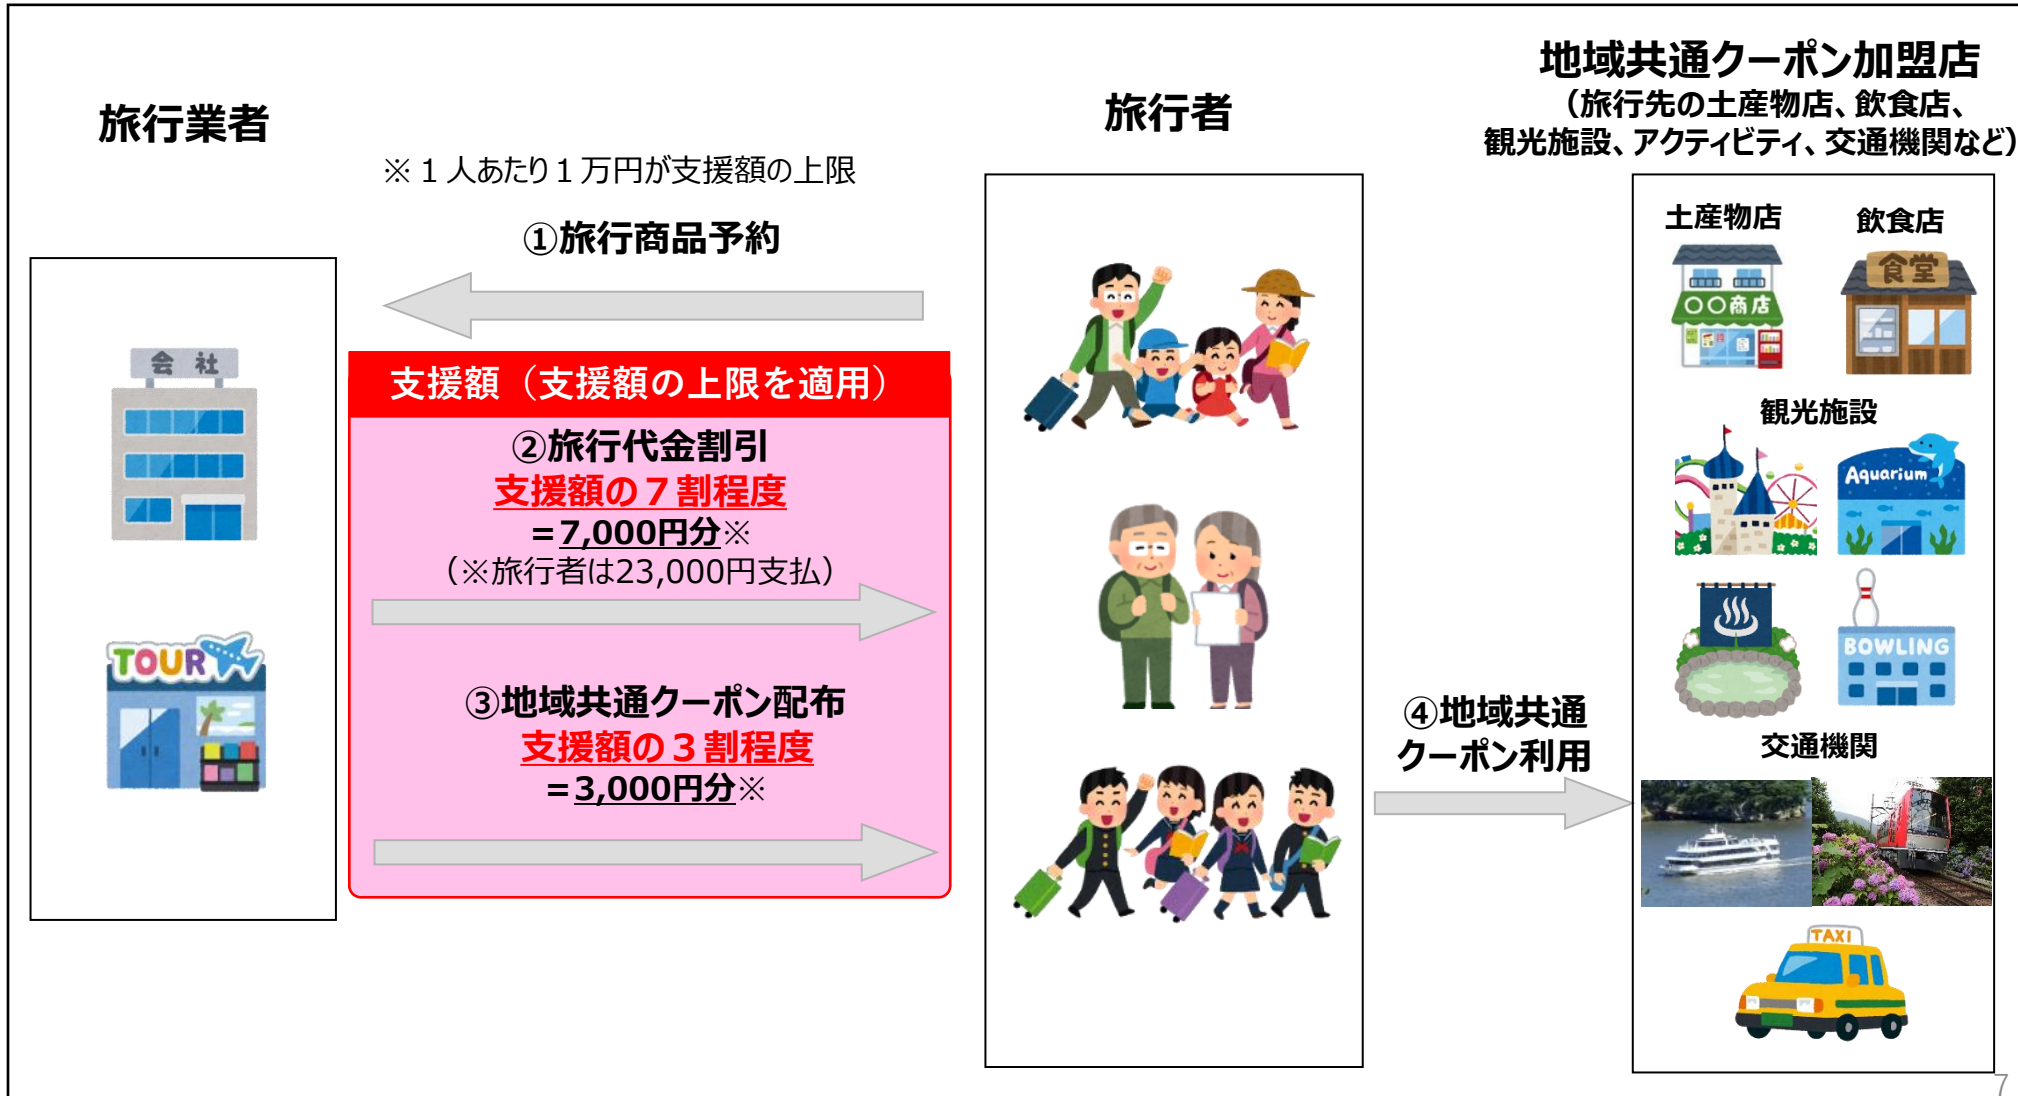 旅行業者
※１人あたり１万円が支援額の上限
①旅行商品予約
支援額（支援額の上限を適用）
②旅行代金割引
支援額の７割程度
=7,000円分※
（※旅行者は23,000円支払）
③地域共通クーポン配布
支援額の３割程度
=3,000円分※
会社
TOUR
旅行者
④地域共通
クーポン利用
地域共通クーポン加盟店
（旅行先の土産物店、飲食店、
観光施設、アクティビティ、交通機関など）
土産物店
飲食店
〇〇商店
食堂
観光施設
Aquarium
BOWLING
交通機関
TAXI
7